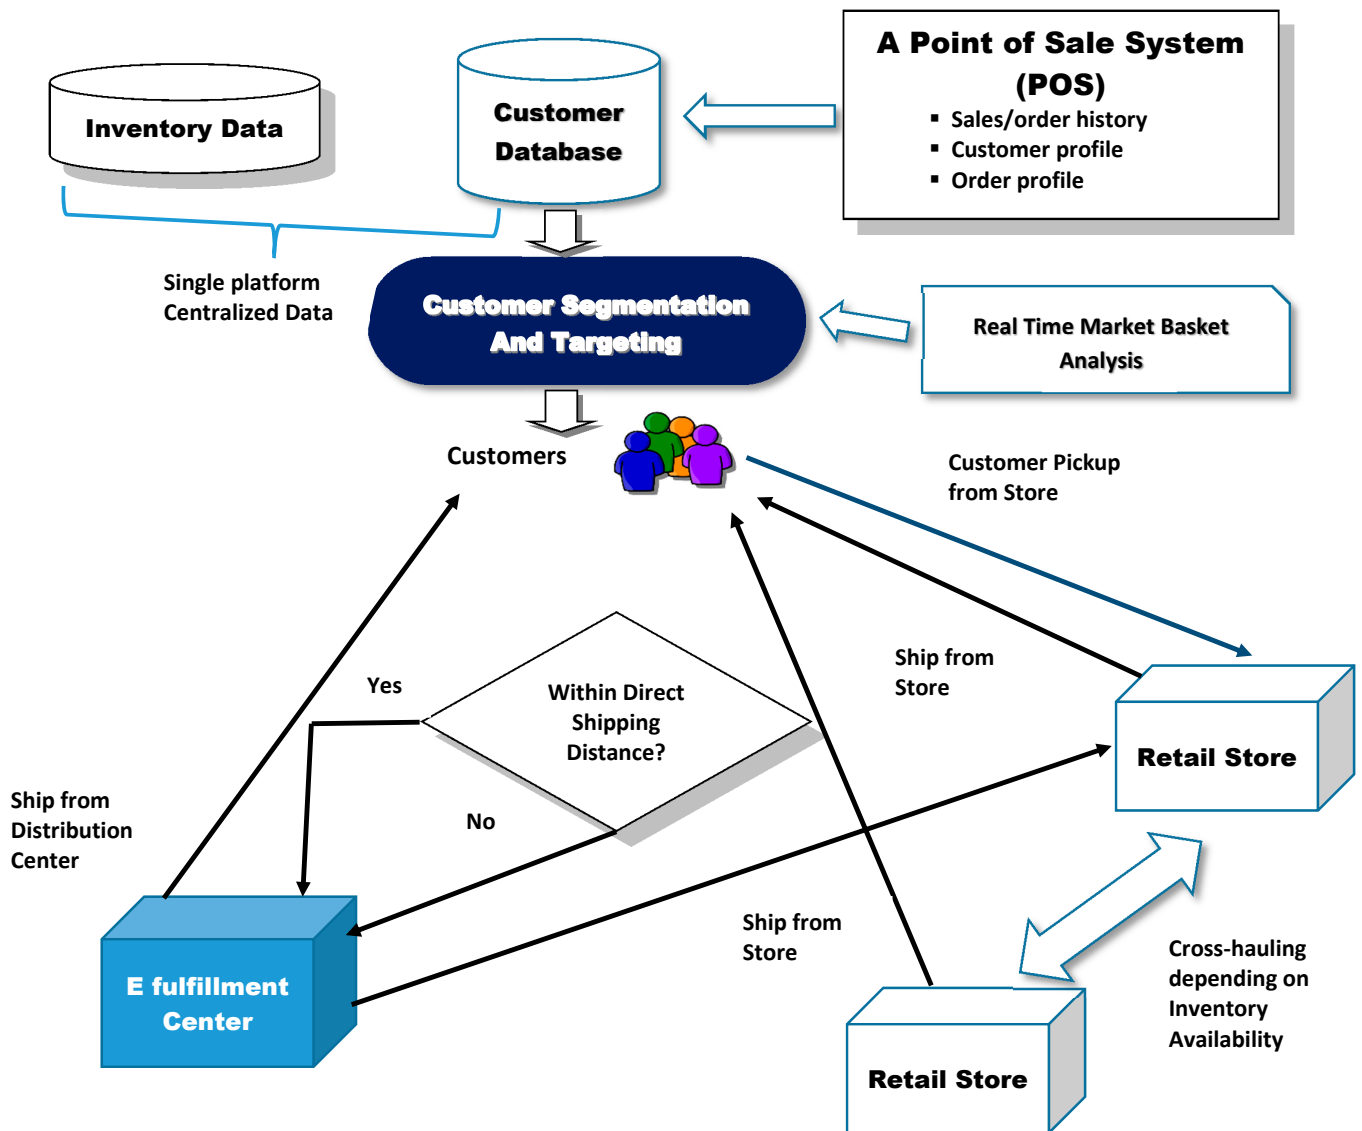 A Point of Sale System
(POS)
▪ Sales/order history
▪ Customer profile
▪ Order profile
Inventory Data
Customer
Database
Single platform
Centralized Data
Customer Segmentation
And Targeting
Real Time Market Basket
Analysis
Customers
Customer Pickup
from Store
Yes
Within Direct
Shipping
Distance?
Ship from
Store
Retail Store
Ship from
Distribution
Center
No
Ship from
Store
Cross-hauling
depending on
Inventory
Availability
E fulfillment
Center
Retail Store